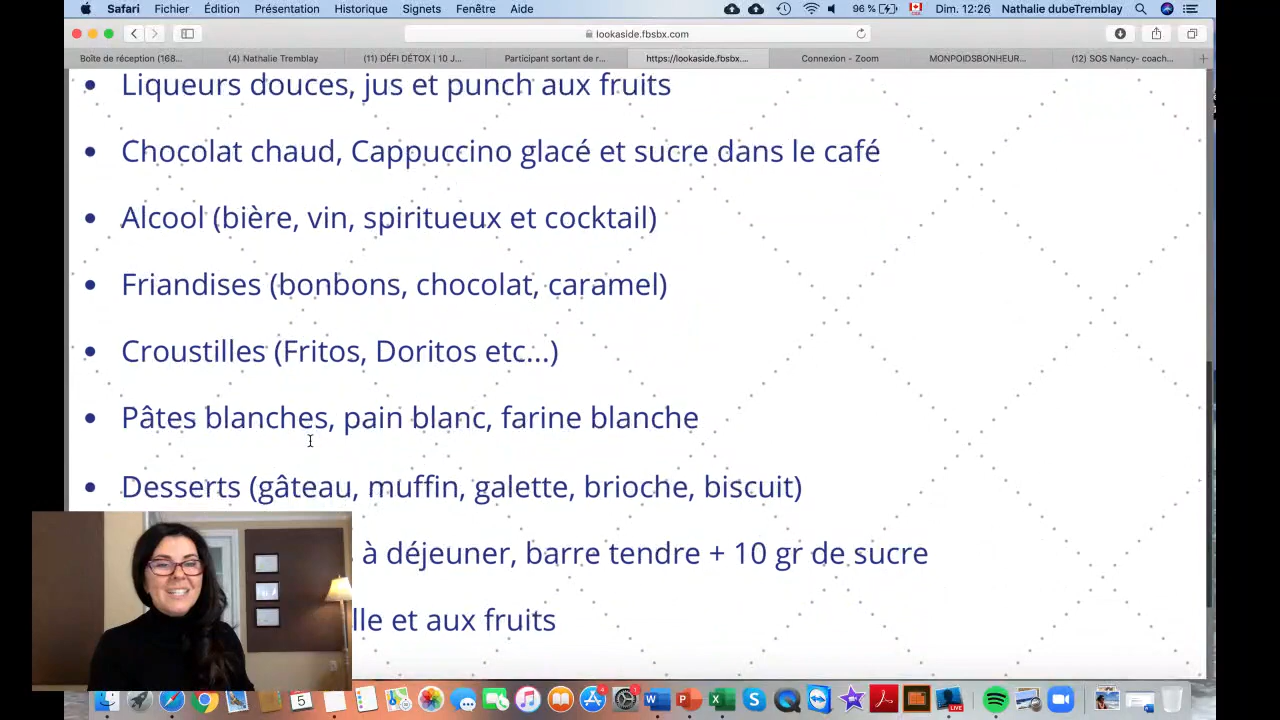 Safari Fichier Édition Présentation Historique Signets Fenêtre Aide 96 % Dim. 12:26 Nathalie dubeTremblay
lookaside.fbsbx.com
Boîte de réception (168... (4) Nathalie Tremblay (11) DÉFI DÉTOX | 10 J... Participant sortant de r... https://lookaside.fbsbx.... Connexion - Zoom MONPOIDSBONHEUR... (12) SOS Nancy- coach...
• Liqueurs douces, jus et punch aux fruits
• Chocolat chaud, Cappuccino glacé et sucre dans le café
• Alcool (bière, vin, spiritueux et cocktail)
• Friandises (bonbons, chocolat, caramel)
• Croustilles (Fritos, Doritos etc...)
• Pâtes blanches, pain blanc, farine blanche
• Desserts (gâteau, muffin, galette, brioche, biscuit)
à déjeuner, barre tendre + 10 gr de sucre
et aux fruits
5
LIVE